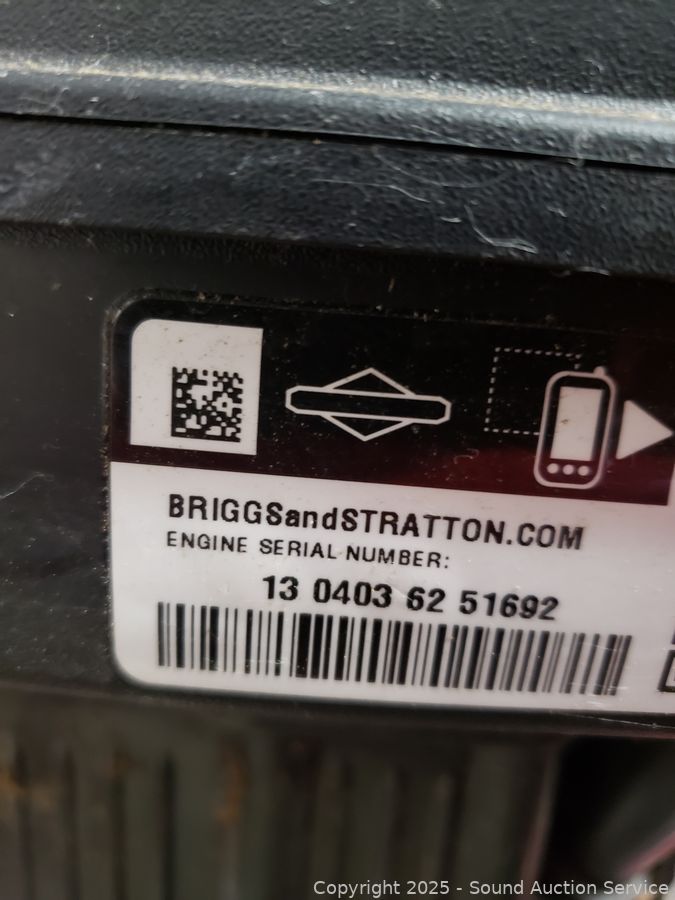 BRIGGSandSTRATTON.COM
ENGINE SERIAL NUMBER:
13 0403 62 51692
Copyright 2025 - Sound Auction Service